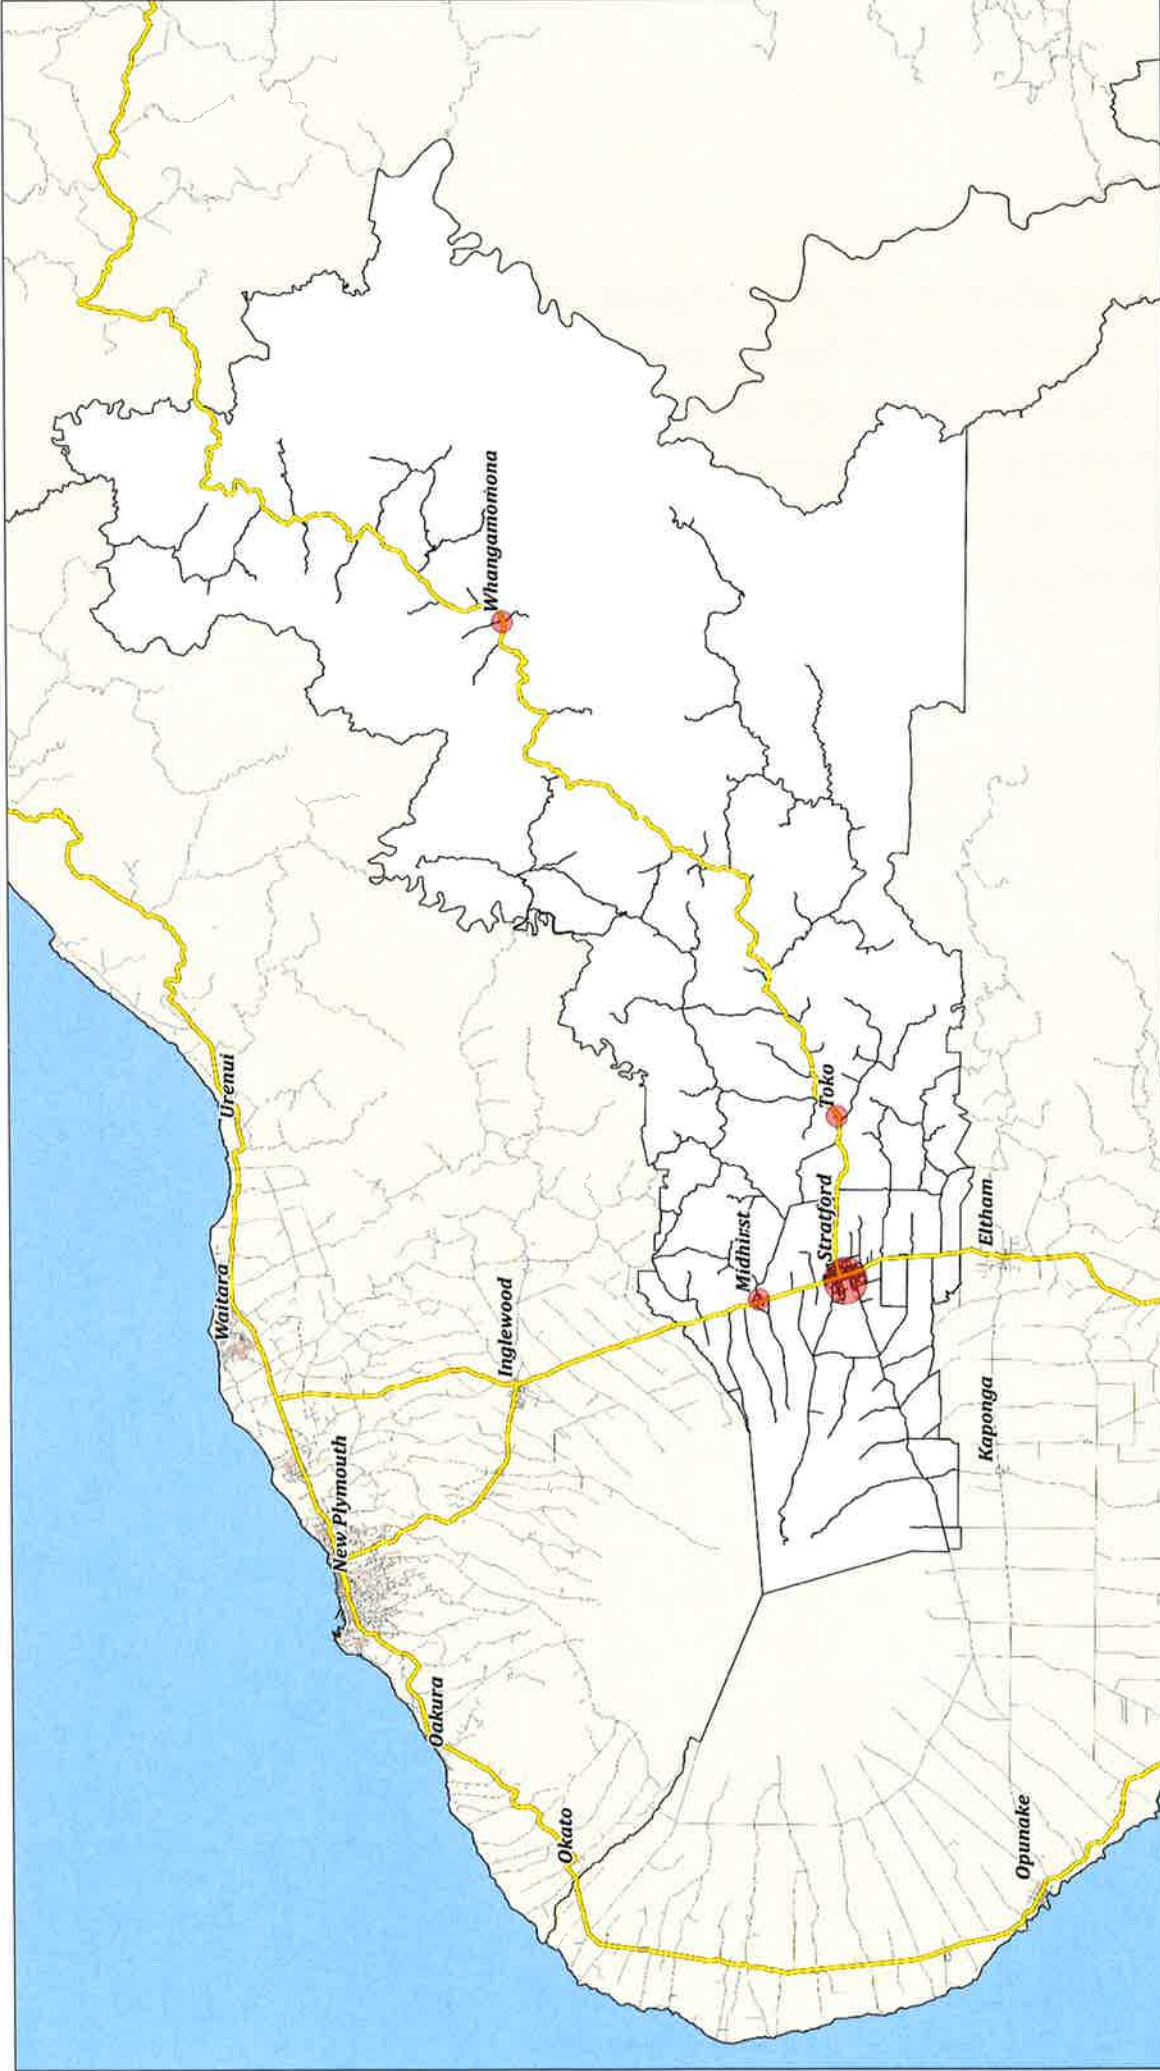 Urenui
Waitara
New Plymouth
Oakura
Okato
Inglewood
Whangamomona
Midhirst
Stratford
Toko
Eltham
Kaponga
Opunake